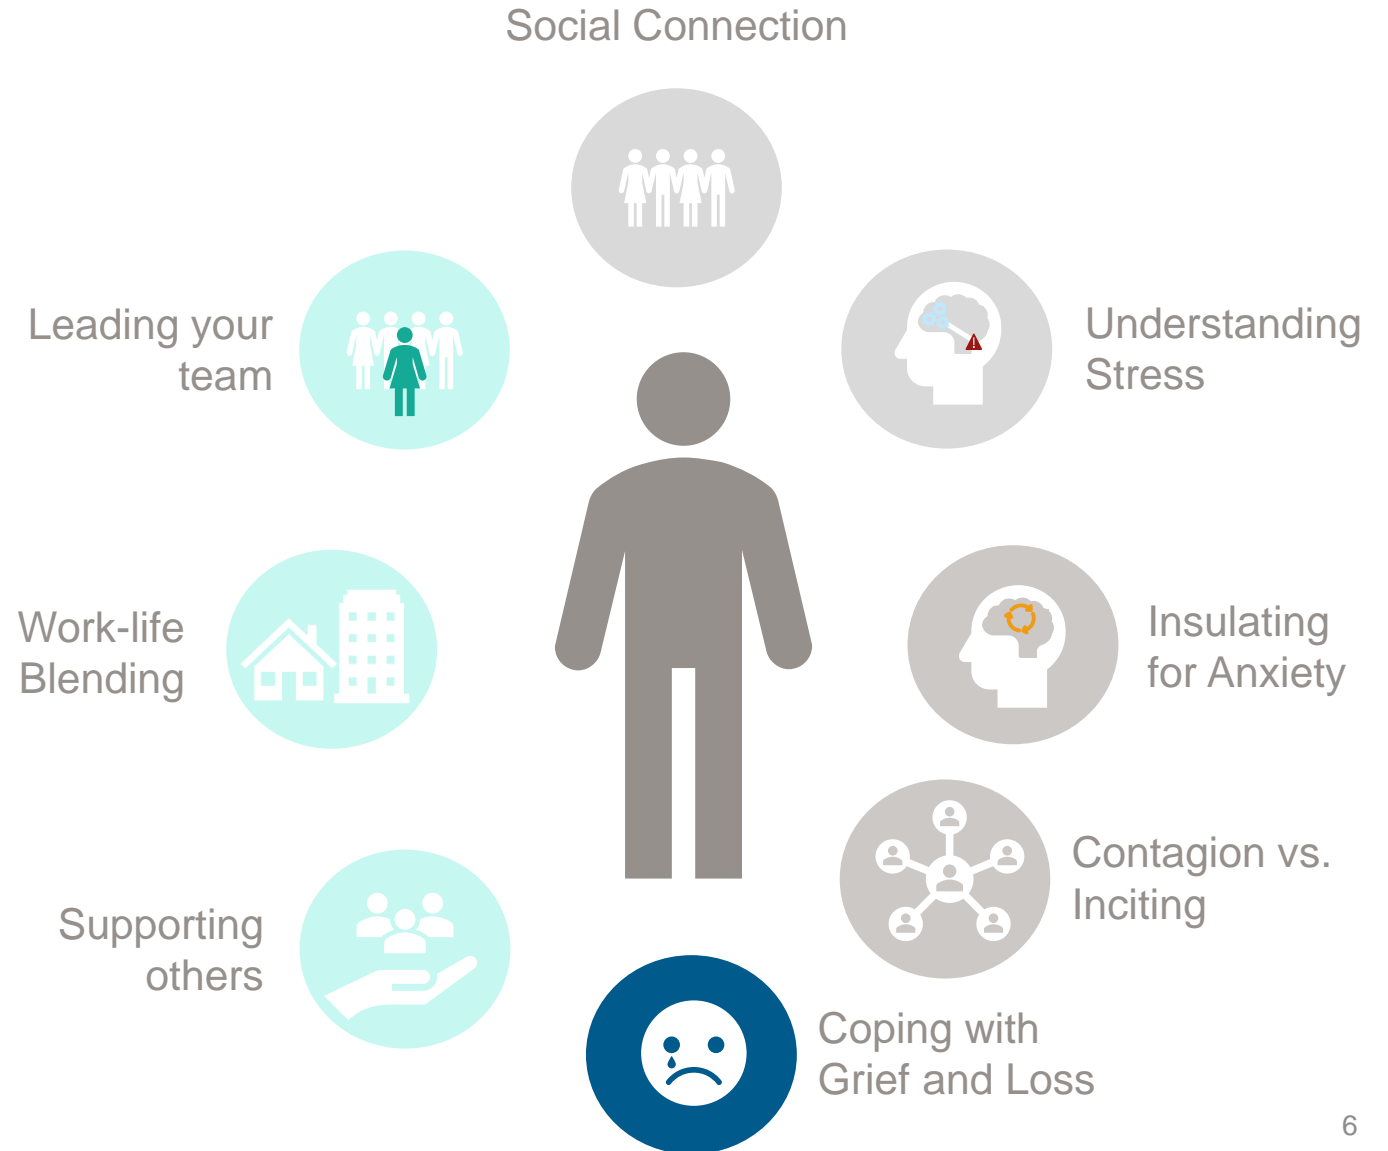 Social Connection
Leading your
team
Understanding
Stress
Work-life
Blending
Insulating
for Anxiety
Contagion vs.
Inciting
Supporting
others
Coping with
Grief and Loss
6